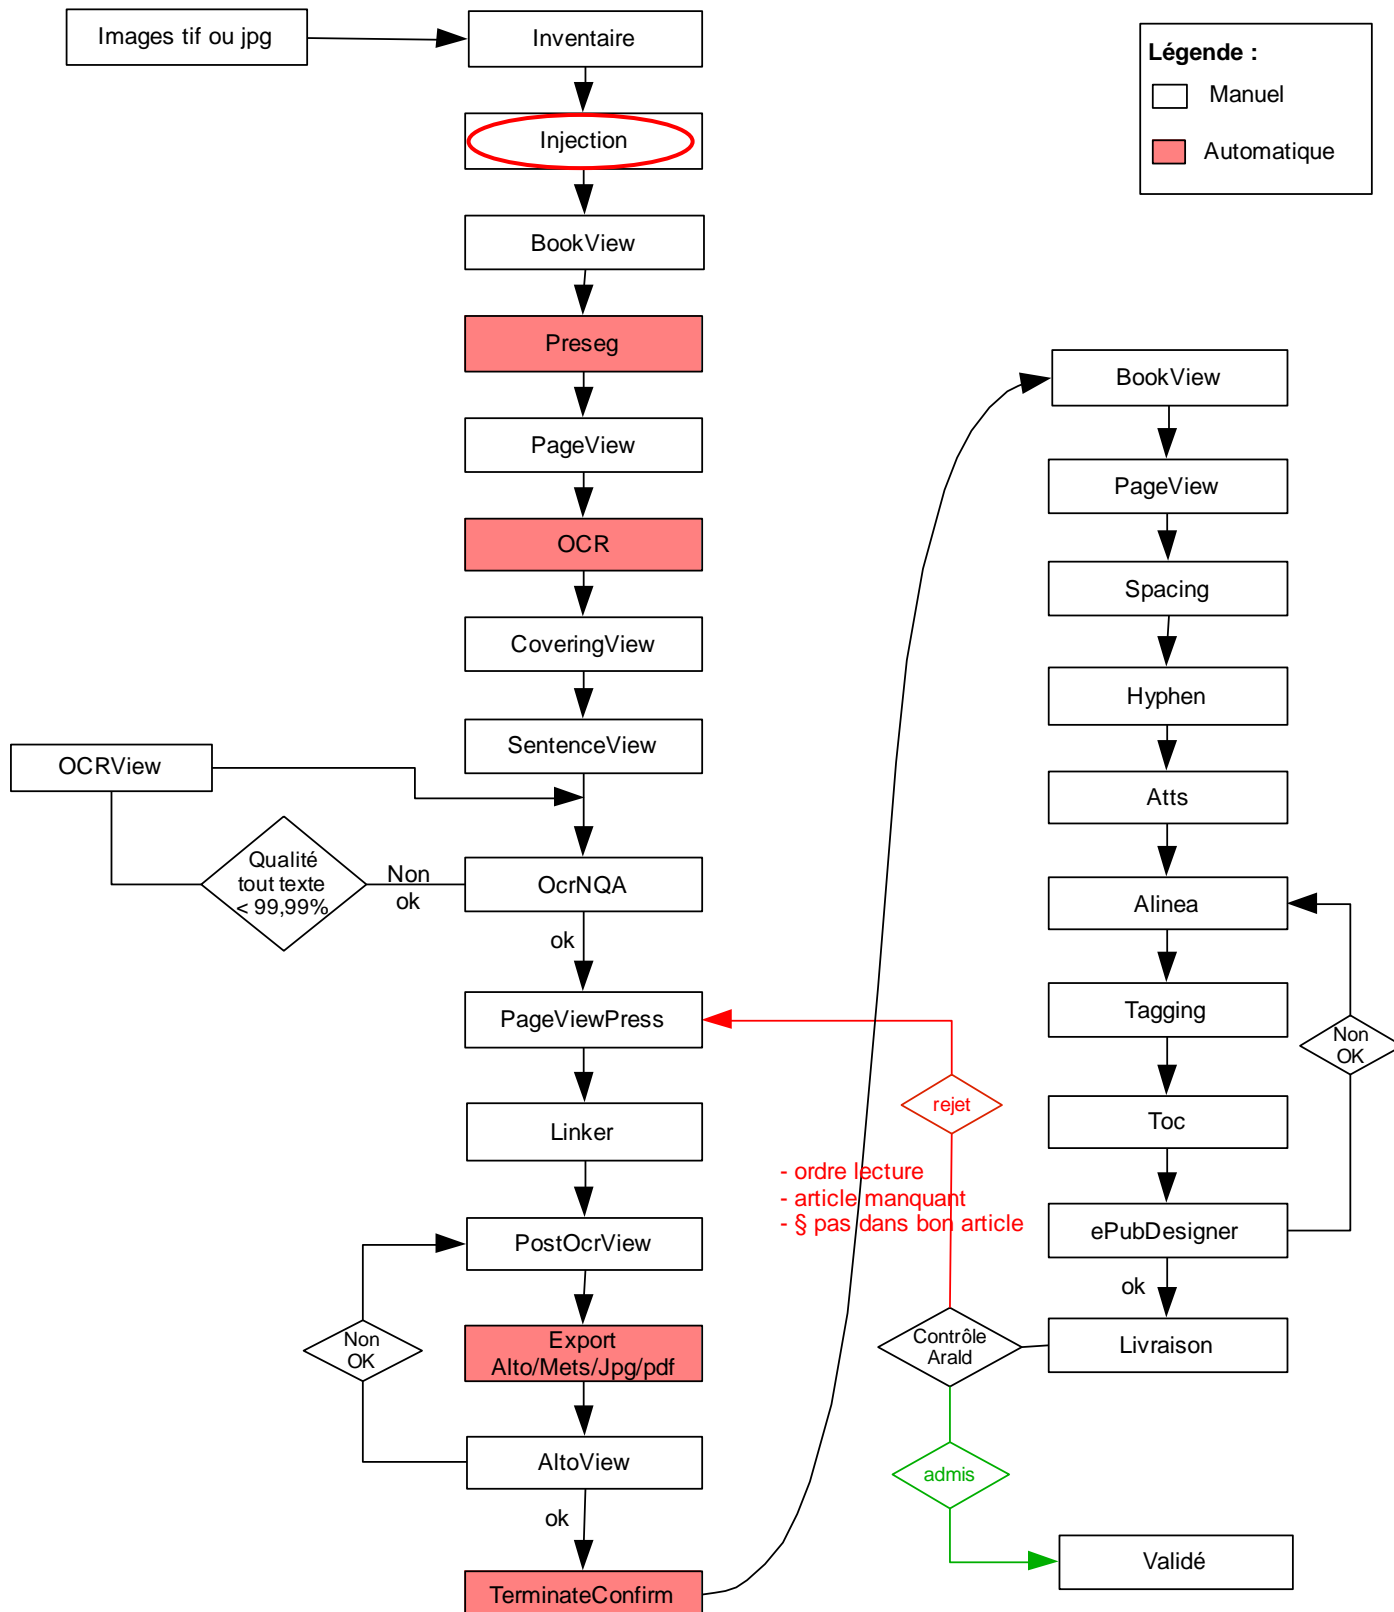 Images tif ou jpg
Inventaire
Légende :
Manuel
Automatique
Injection
BookView
Preseg
PageView
OCR
CoveringView
SentenceView
OCRView
Qualité
tout texte
< 99,99%
Non
ok
OcrNQA
ok
PageViewPress
Linker
PostOcrView
Non
OK
Export
Alto/Mets/Jpg/pdf
AltoView
ok
TerminateConfirm
BookView
PageView
Spacing
Hyphen
Atts
Alinea
Tagging
Non
OK
Toc
ePubDesigner
ok
Livraison
Contrôle
Arald
rejet
- ordre lecture
- article manquant
- § pas dans bon article
admis
Validé